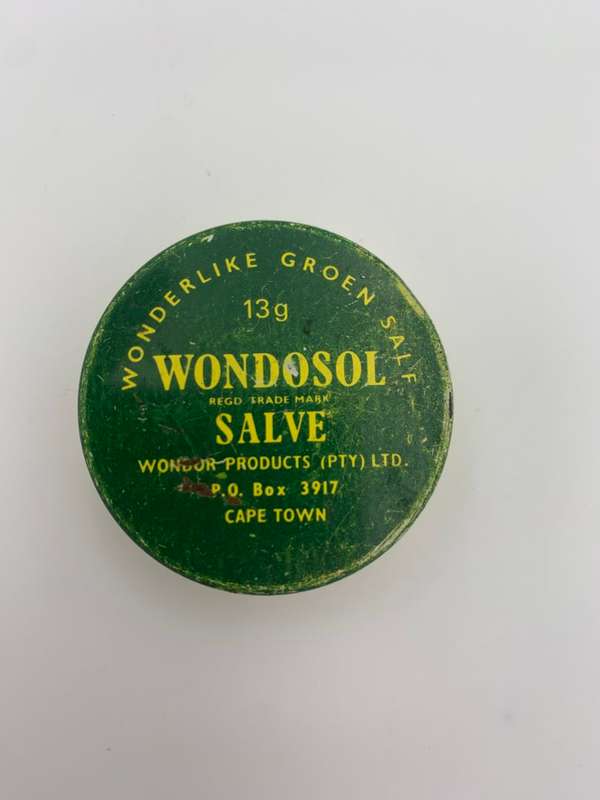 WONDERLIKE GROEN SALF
13g
WONDOSOL
REGD. TRADE MARK
SALVE
WONDOR PRODUCTS (PTY) LTD.
P.O. Box 3917
CAPE TOWN